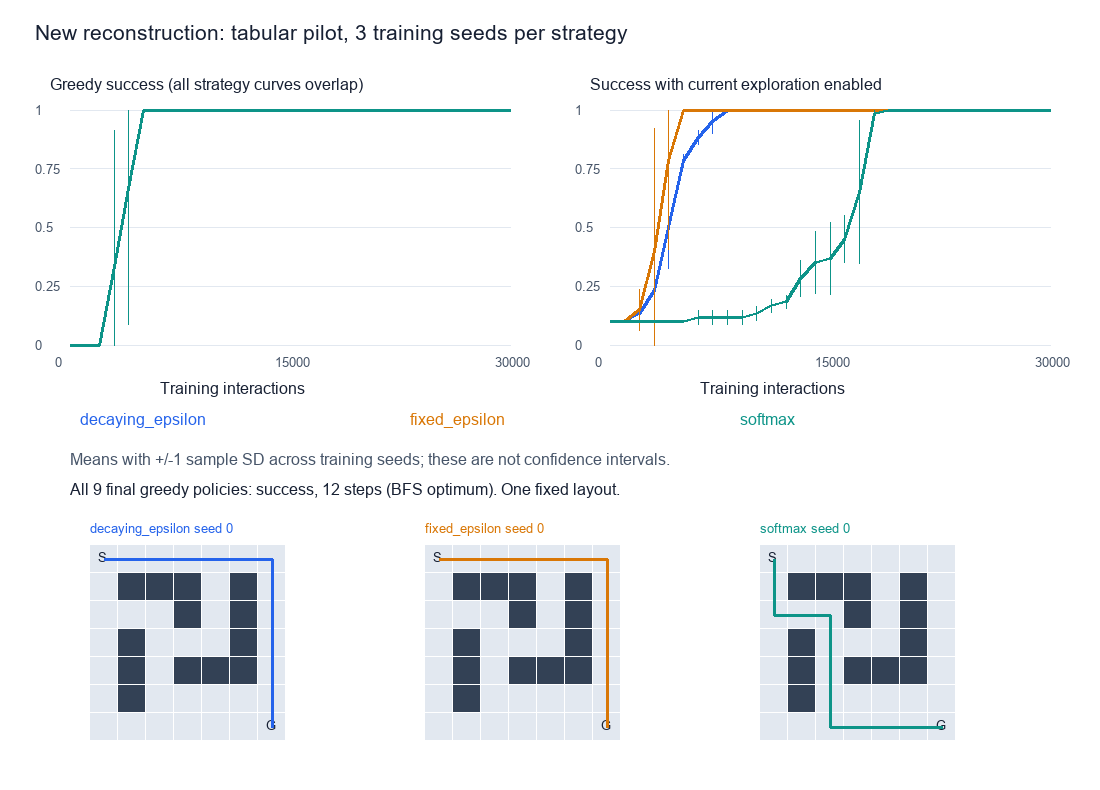 New reconstruction: tabular pilot, 3 training seeds per strategy
Greedy success (all strategy curves overlap)
1
0.75
0.5
0.25
0
0 15000 30000
Training interactions
Success with current exploration enabled
1
0.75
0.5
0.25
0
0 15000 30000
Training interactions
decaying_epsilon fixed_epsilon softmax
Means with +/-1 sample SD across training seeds; these are not confidence intervals.
All 9 final greedy policies: success, 12 steps (BFS optimum). One fixed layout.
decaying_epsilon seed 0
S
G
fixed_epsilon seed 0
S
G
softmax seed 0
S
G